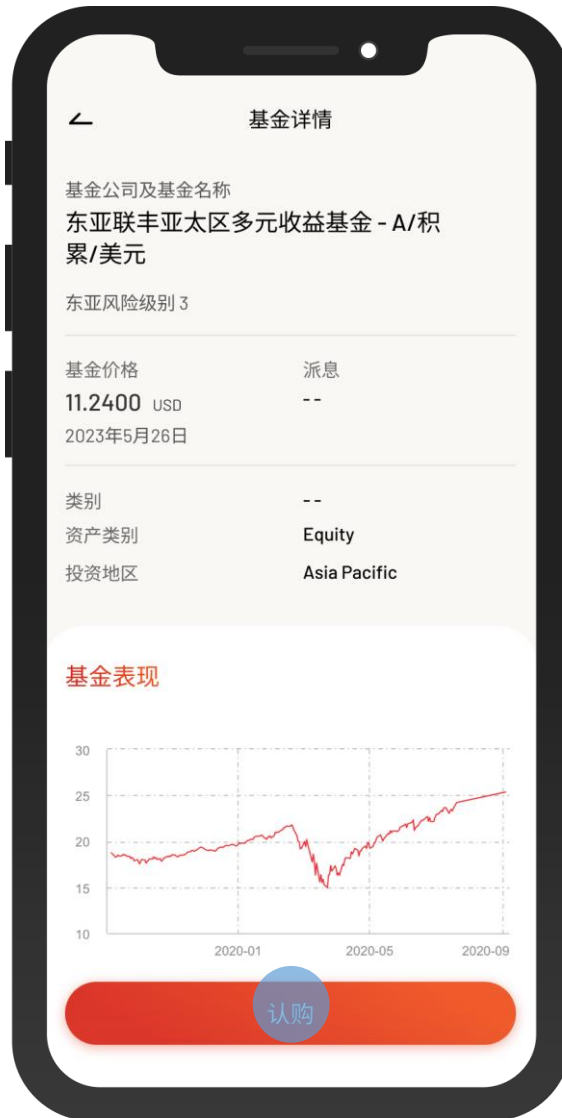 基金详情
基金公司及基金名称
东亚联丰亚太区多元收益基金 - A/积
累/美元
东亚风险级别 3
基金价格 派息
11.2400 USD --
2023年5月26日
类别 --
资产类别 Equity
投资地区 Asia Pacific
基金表现
30
25
20
15
10
2020-01 2020-05 2020-09
认购